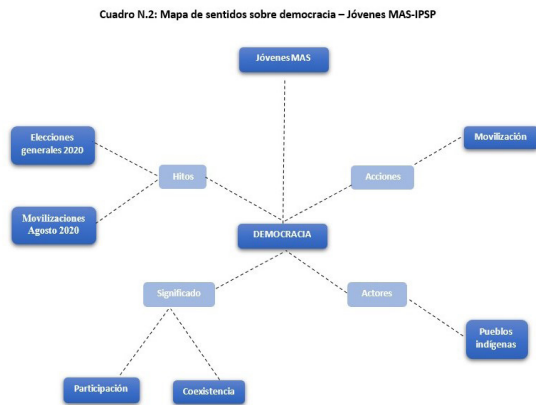 Cuadro N.2: Mapa de sentidos sobre democracia – Jóvenes MAS-IPSP
Jóvenes MAS
Elecciones
generales 2020
Movilización
Hitos
Acciones
Movilizaciones
Agosto 2020
DEMOCRACIA
Significado
Actores
Pueblos
indígenas
Participación
Coexistencia